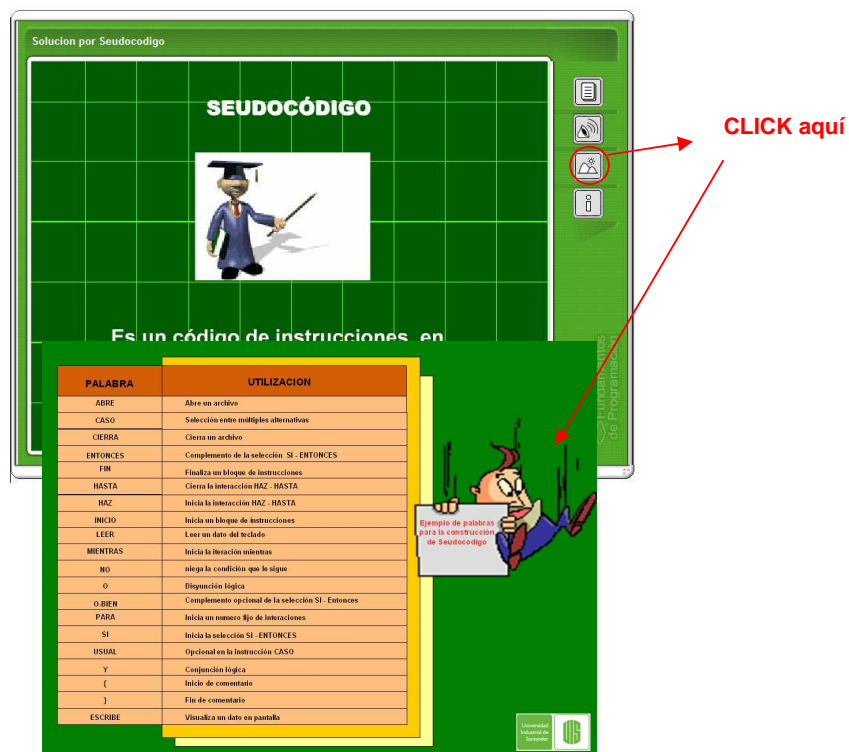 Solucion por Seudocodigo
SEUDOCÓDIGO
CLICK aquí
Es un código de instrucciones en
Fundamentos
de Programación
PALABRA UTILIZACION
ABRE Abre un archivo
CASO Selección entre múltiples alternativas
CIERRA Cierra un archivo
ENTONCES Complemento de la selección SI - ENTONCES
FIN Finaliza un bloque de instrucciones
HASTA Cierra la interacción HAZ - HASTA
HAZ Inicia la interacción HAZ - HASTA
INICIO Inicia un bloque de instrucciones
LEER Leer un dato del teclado
MIENTRAS Inicia la iteración mientras
NO niega la condición que le sigue
O Disyunción lógica
O-BIEN Complemento opcional de la selección SI - Entonces
PARA Inicia un numero fijo de interaciones
SI Inicia la selección SI - ENTONCES
USUAL Opcional en la instrucción CASO
Y Conjunción lógica
{ Inicio de comentario
} Fin de comentario
ESCRIBE Visualiza un dato en pantalla
Ejemplo de palabras
para la construcción
de Seudocodigo
Universidad
Industrial de
Santander